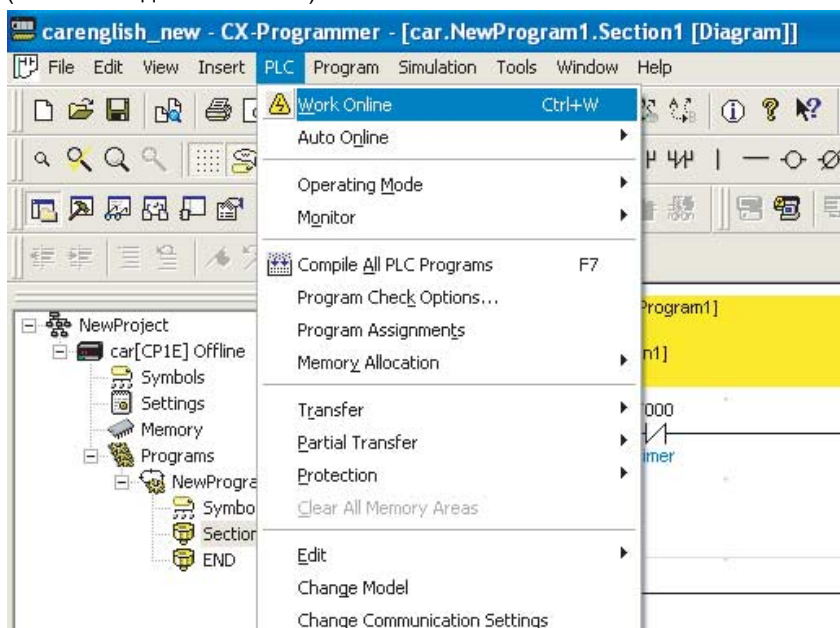 carenglish_new - CX-Programmer - [car.NewProgram1.Section1 [Diagram]]
File Edit View Insert PLC Program Simulation Tools Window Help
Work Online Ctrl+W
Auto Online
Operating Mode
Monitor
Compile All PLC Programs F7
Program Check Options...
Program Assignments
Memory Allocation
Transfer
Partial Transfer
Protection
Clear All Memory Areas
Edit
Change Model
Change Communication Settings
NewProject
car[CP1E] Offline
Symbols
Settings
Memory
Programs
NewProgra
Symbo
Section
END
Program1]
n1]
000
imer